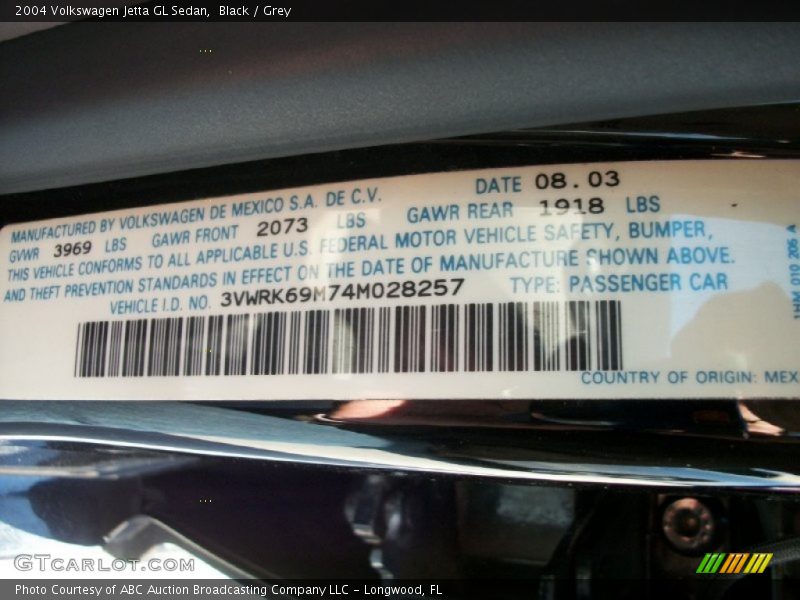 2004 Volkswagen Jetta GL Sedan, Black / Grey
MANUFACTURED BY VOLKSWAGEN DE MEXICO S.A. DE C.V. DATE 08.03
GVWR 3969 LBS GAWR FRONT 2073 LBS GAWR REAR 1918 LBS
THIS VEHICLE CONFORMS TO ALL APPLICABLE U.S. FEDERAL MOTOR VEHICLE SAFETY, BUMPER,
AND THEFT PREVENTION STANDARDS IN EFFECT ON THE DATE OF MANUFACTURE SHOWN ABOVE.
VEHICLE I.D. NO. 3VWRK69M74M028257 TYPE: PASSENGER CAR
COUNTRY OF ORIGIN: MEX
1HM 010 206 A
GTCarLot.com
Photo Courtesy of ABC Auction Broadcasting Company LLC - Longwood, FL